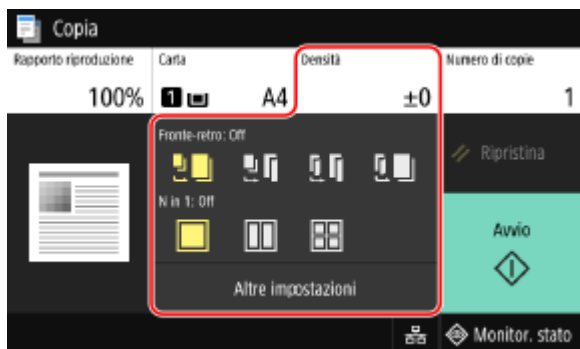 Copia
Rapporto riproduzione Carta Densità Numero di copie
100% 1 A4 ±0 1
Fronte-retro: Off
Ripristina
N in 1: Off
Avvio
Altre impostazioni
Monitor. stato